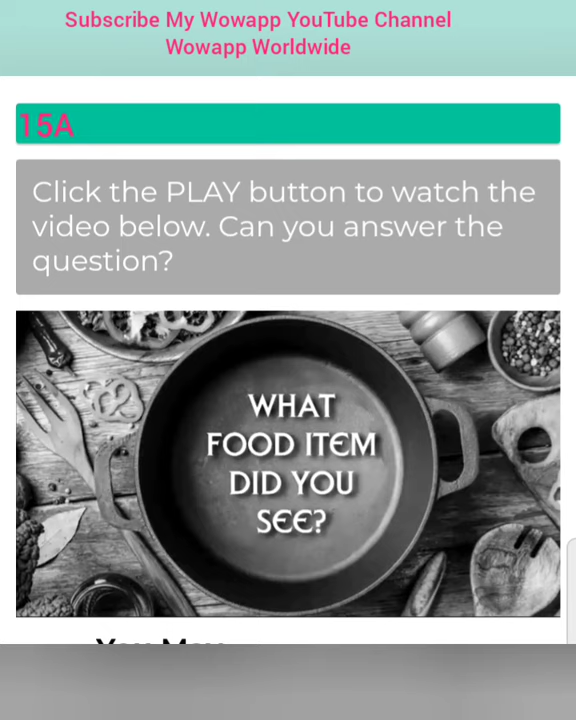 Subscribe My Wowapp YouTube Channel
Wowapp Worldwide
15A
Click the PLAY button to watch the
video below. Can you answer the
question?
WHAT
FOOD ITEM
DID YOU
SEE?